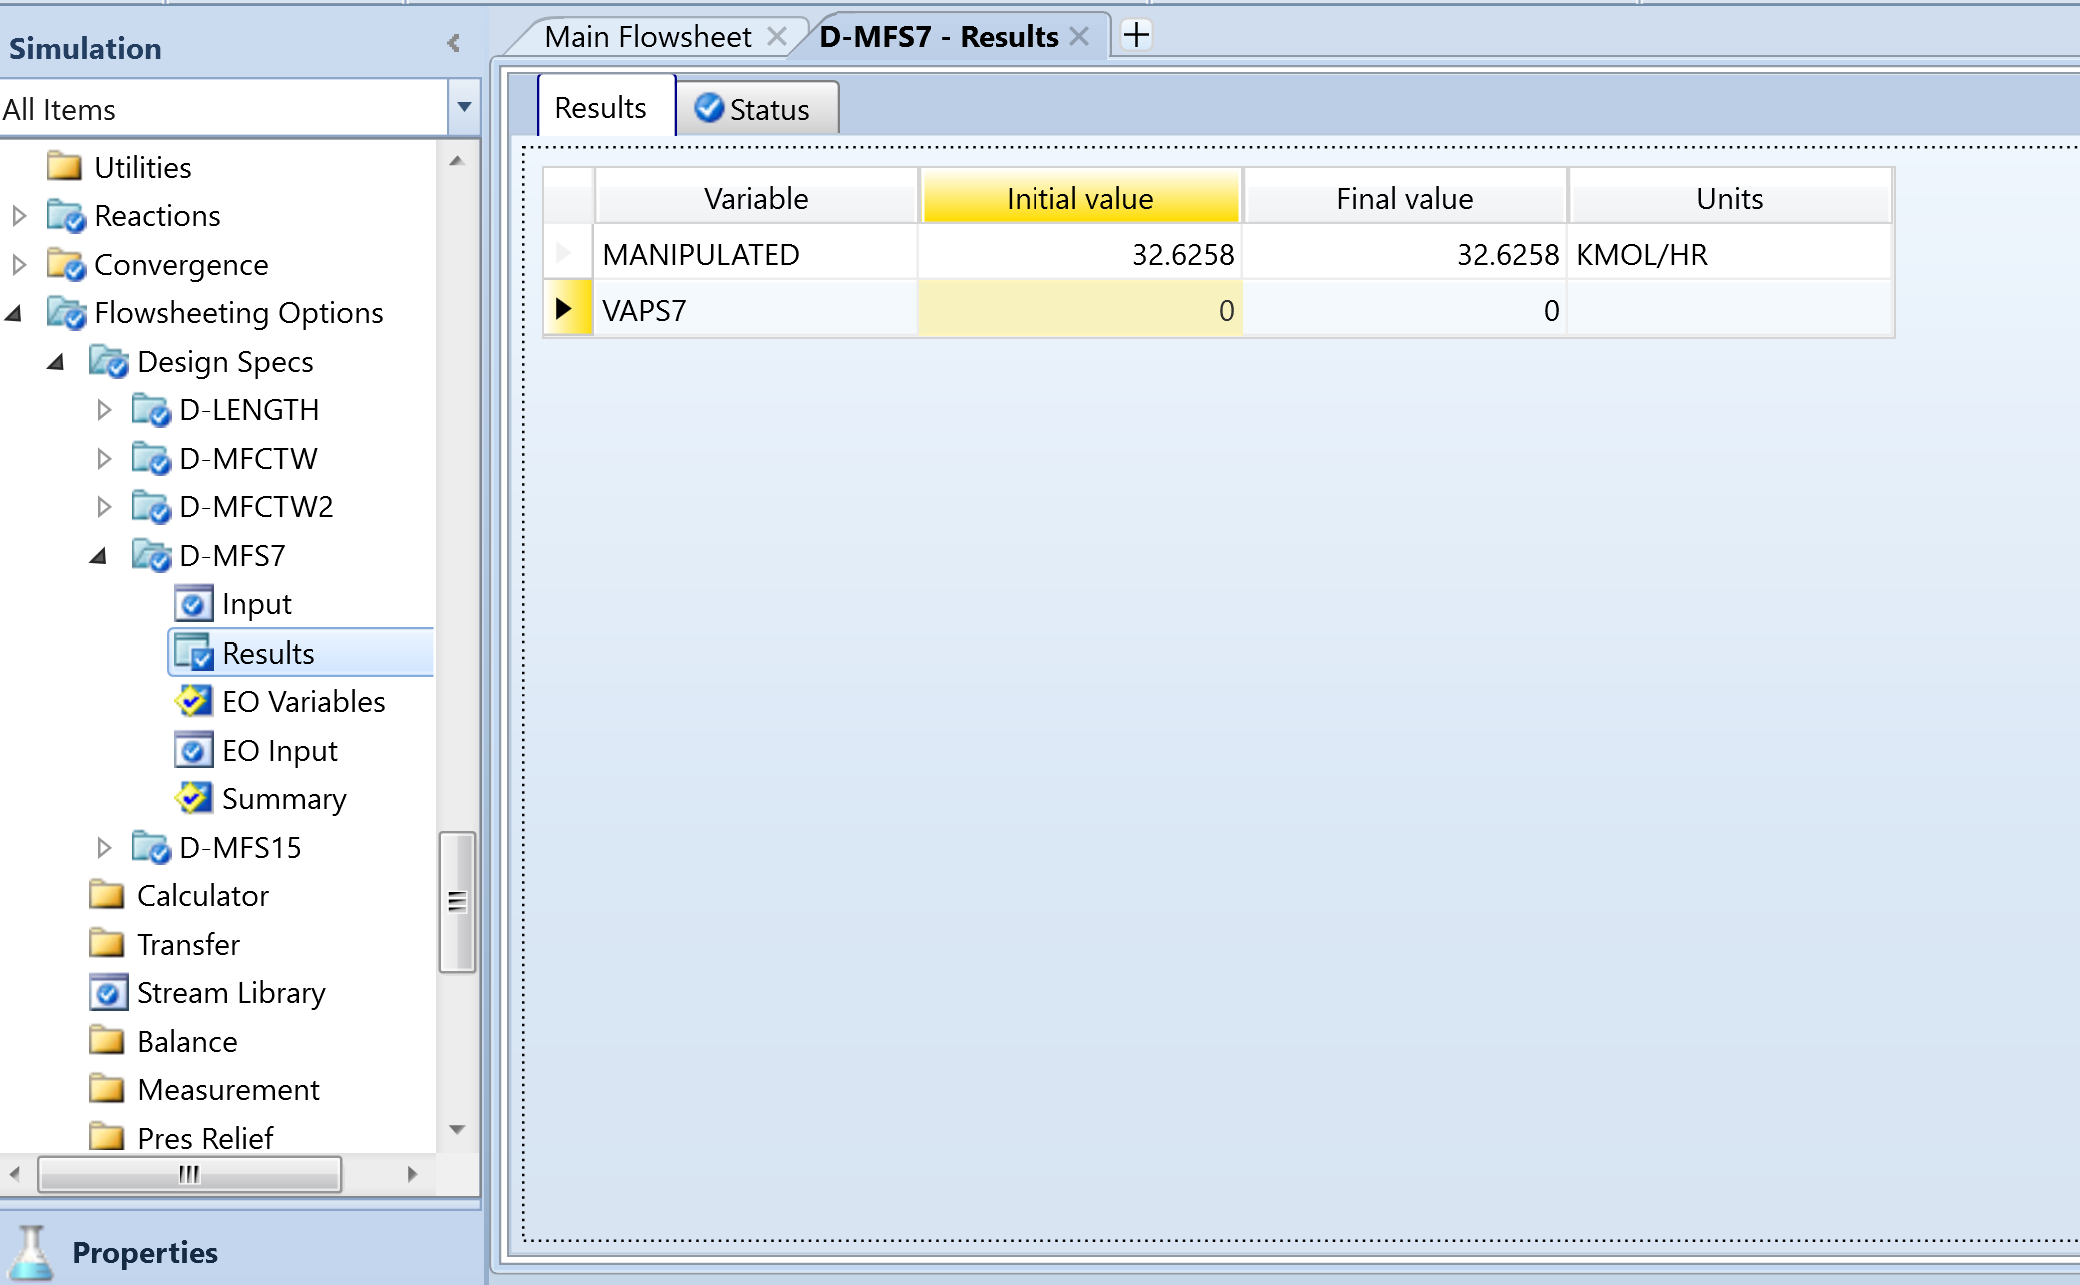 Simulation
All Items
Utilities
Reactions
Convergence
Flowsheeting Options
Design Specs
D-LENGTH
D-MFCTW
D-MFCTW2
D-MFS7
Input
Results
EO Variables
EO Input
Summary
D-MFS15
Calculator
Transfer
Stream Library
Balance
Measurement
Pres Relief
Properties
Main Flowsheet D-MFS7 - Results
Results Status
Variable Initial value Final value Units
MANIPULATED 32.6258 32.6258 KMOL/HR
VAPS7 0 0